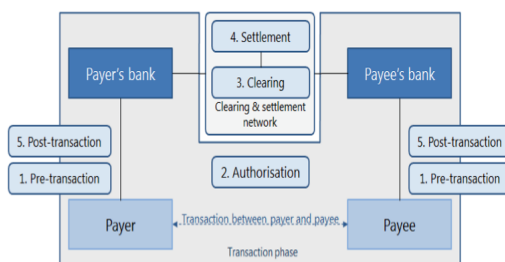 4. Settlement
Payer's bank
3. Clearing
Payee's bank
Clearing & settlement
network
5. Post-transaction
5. Post-transaction
1. Pre-transaction
2. Authorisation
1. Pre-transaction
Payer
Transaction between payer and payee
Payee
Transaction phase